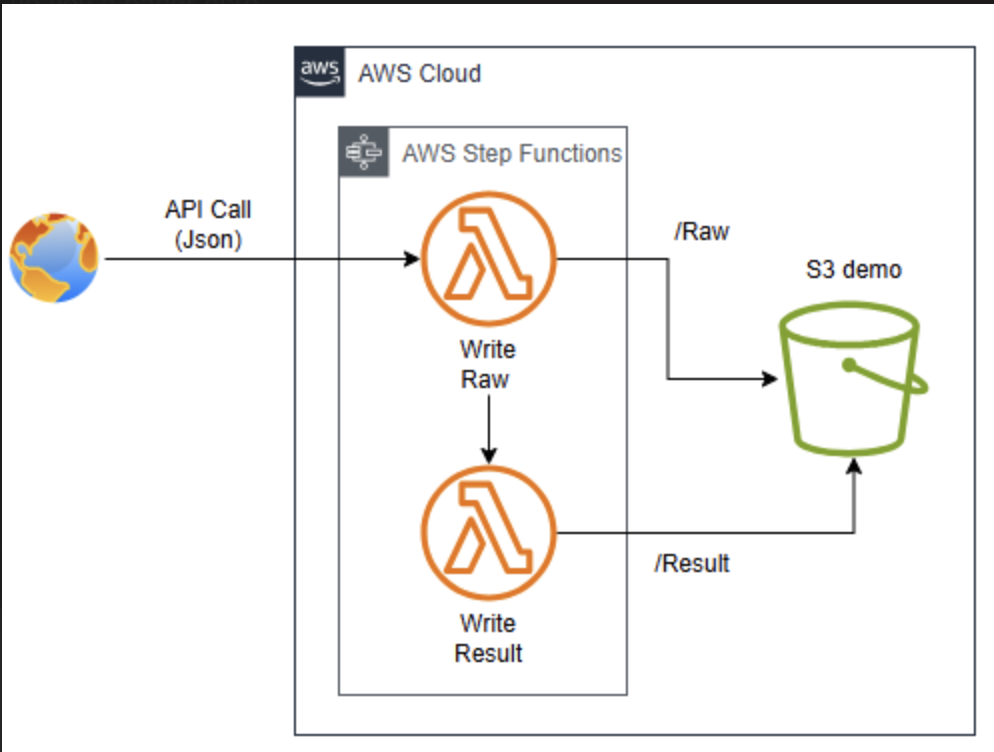 aws
AWS Cloud
AWS Step Functions
API Call
(Json)
/Raw
S3 demo
Write
Raw
/Result
Write
Result